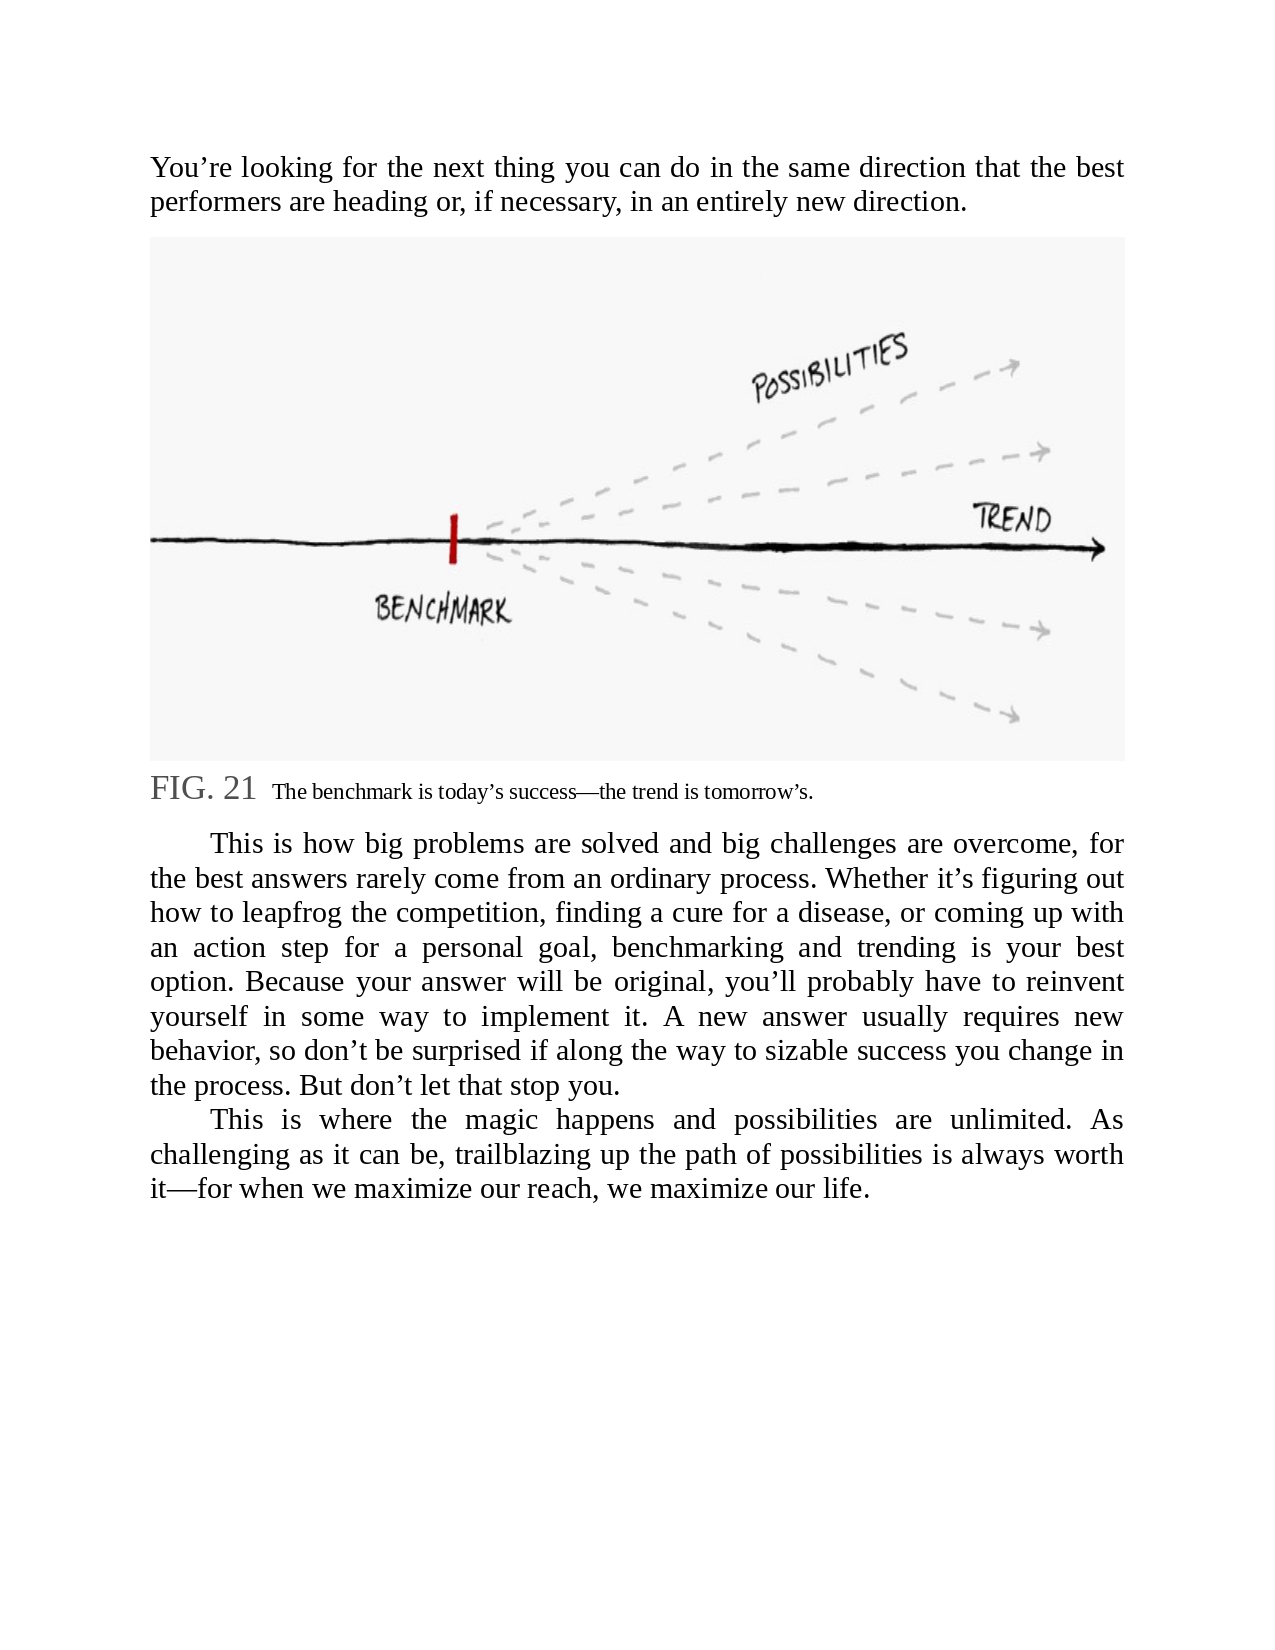 You’re looking for the next thing you can do in the same direction that the best
performers are heading or, if necessary, in an entirely new direction.
POSSIBILITIES
TREND
BENCHMARK
FIG. 21 The benchmark is today’s success—the trend is tomorrow’s.
This is how big problems are solved and big challenges are overcome, for
the best answers rarely come from an ordinary process. Whether it’s figuring out
how to leapfrog the competition, finding a cure for a disease, or coming up with
an action step for a personal goal, benchmarking and trending is your best
option. Because your answer will be original, you’ll probably have to reinvent
yourself in some way to implement it. A new answer usually requires new
behavior, so don’t be surprised if along the way to sizable success you change in
the process. But don’t let that stop you.
This is where the magic happens and possibilities are unlimited. As
challenging as it can be, trailblazing up the path of possibilities is always worth
it—for when we maximize our reach, we maximize our life.